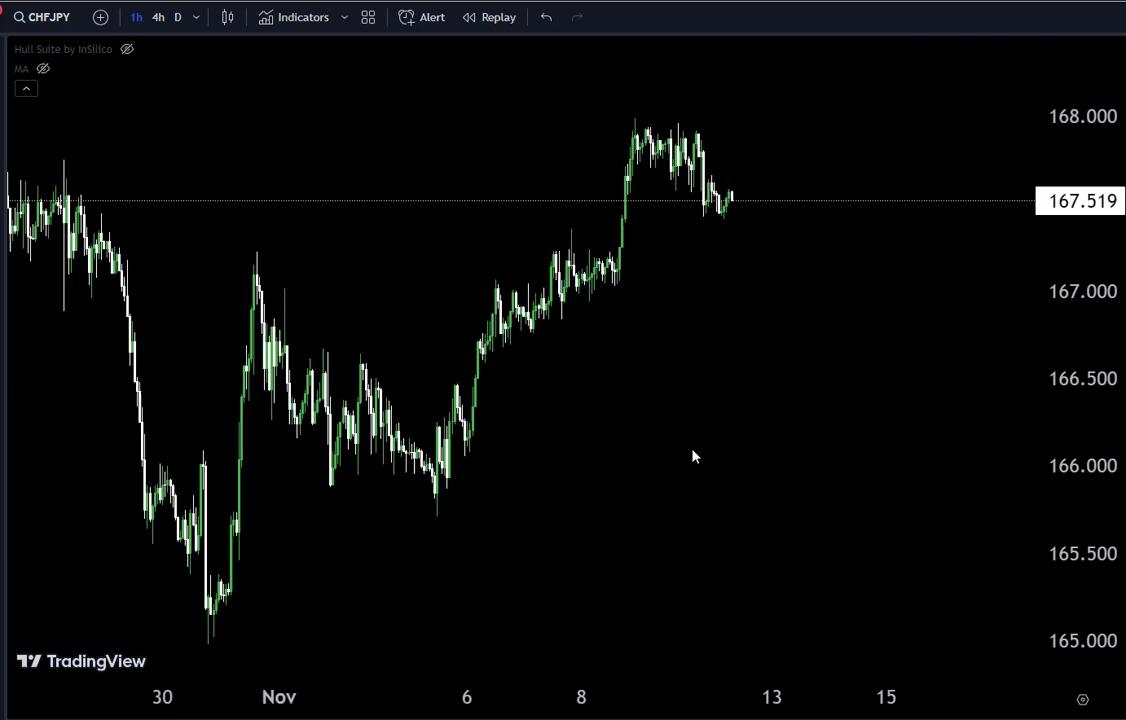 CHFJPY 1h 4h D Indicators Alert Replay
Hull Suite by InSilico
MA
168.000
167.519
167.000
166.500
166.000
165.500
165.000
TradingView
30 Nov 6 8 13 15